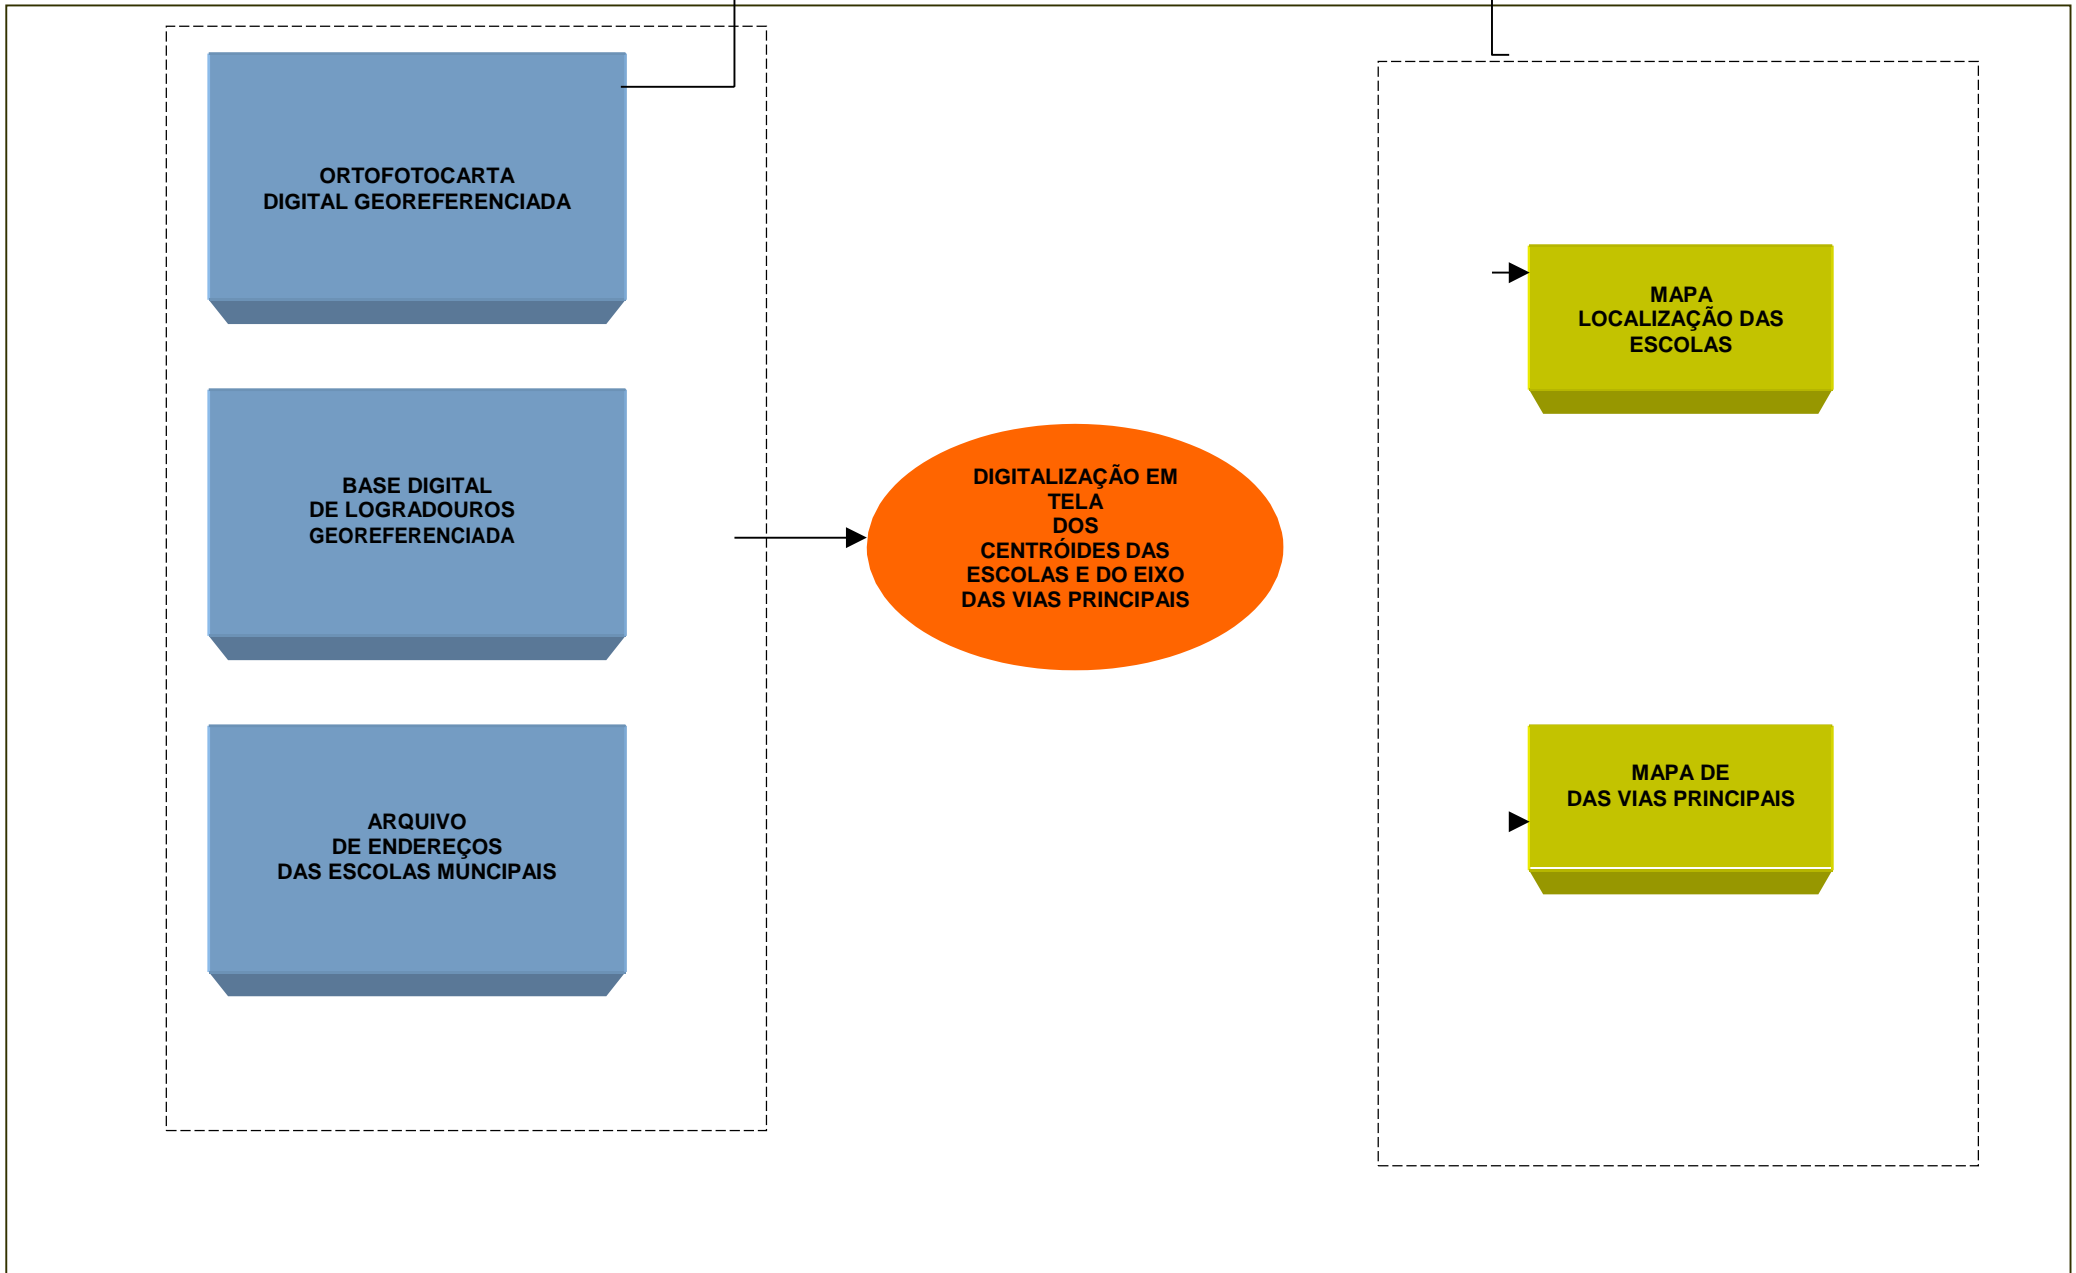 ORTOFOTOCARTA
DIGITAL GEOREFERENCIADA
BASE DIGITAL
DE LOGRADOUROS
GEOREFERENCIADA
ARQUIVO
DE ENDEREÇOS
DAS ESCOLAS MUNCIPAIS
DIGITALIZAÇÃO EM
TELA
DOS
CENTRÓIDES DAS
ESCOLAS E DO EIXO
DAS VIAS PRINCIPAIS
MAPA
LOCALIZAÇÃO DAS
ESCOLAS
MAPA DE
DAS VIAS PRINCIPAIS